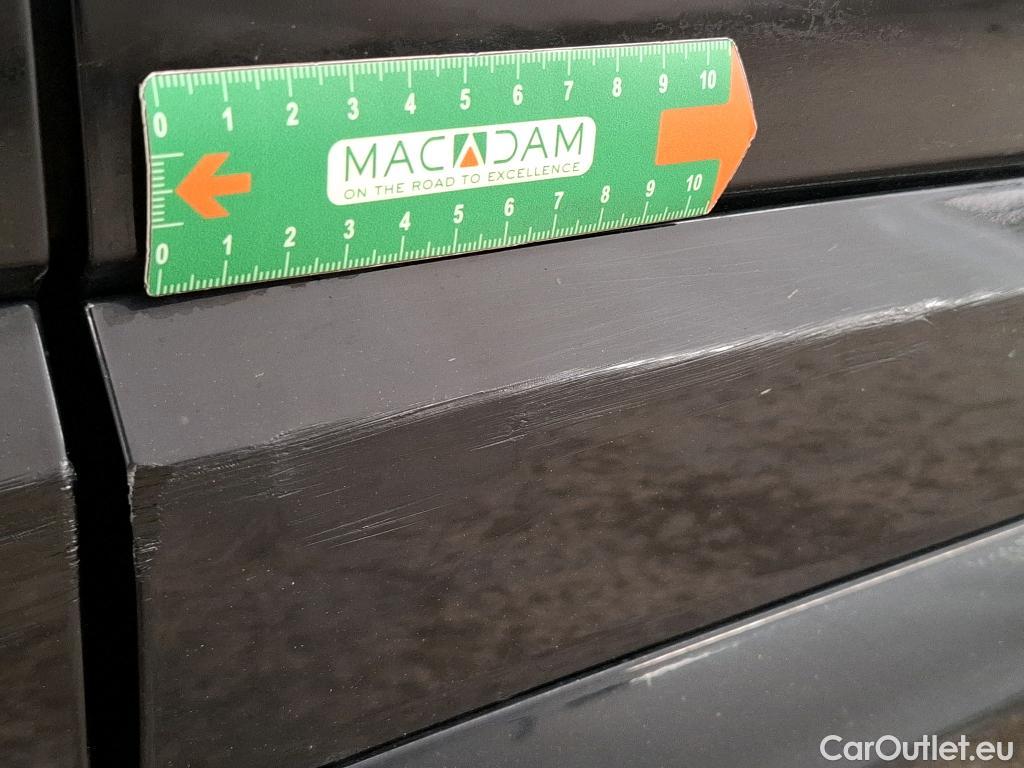 0 1 2 3 4 5 6 7 8 9 10
MACADAM
ON THE ROAD TO EXCELLENCE
0 1 2 3 4 5 6 7 8 9 10
CarOutlet.eu